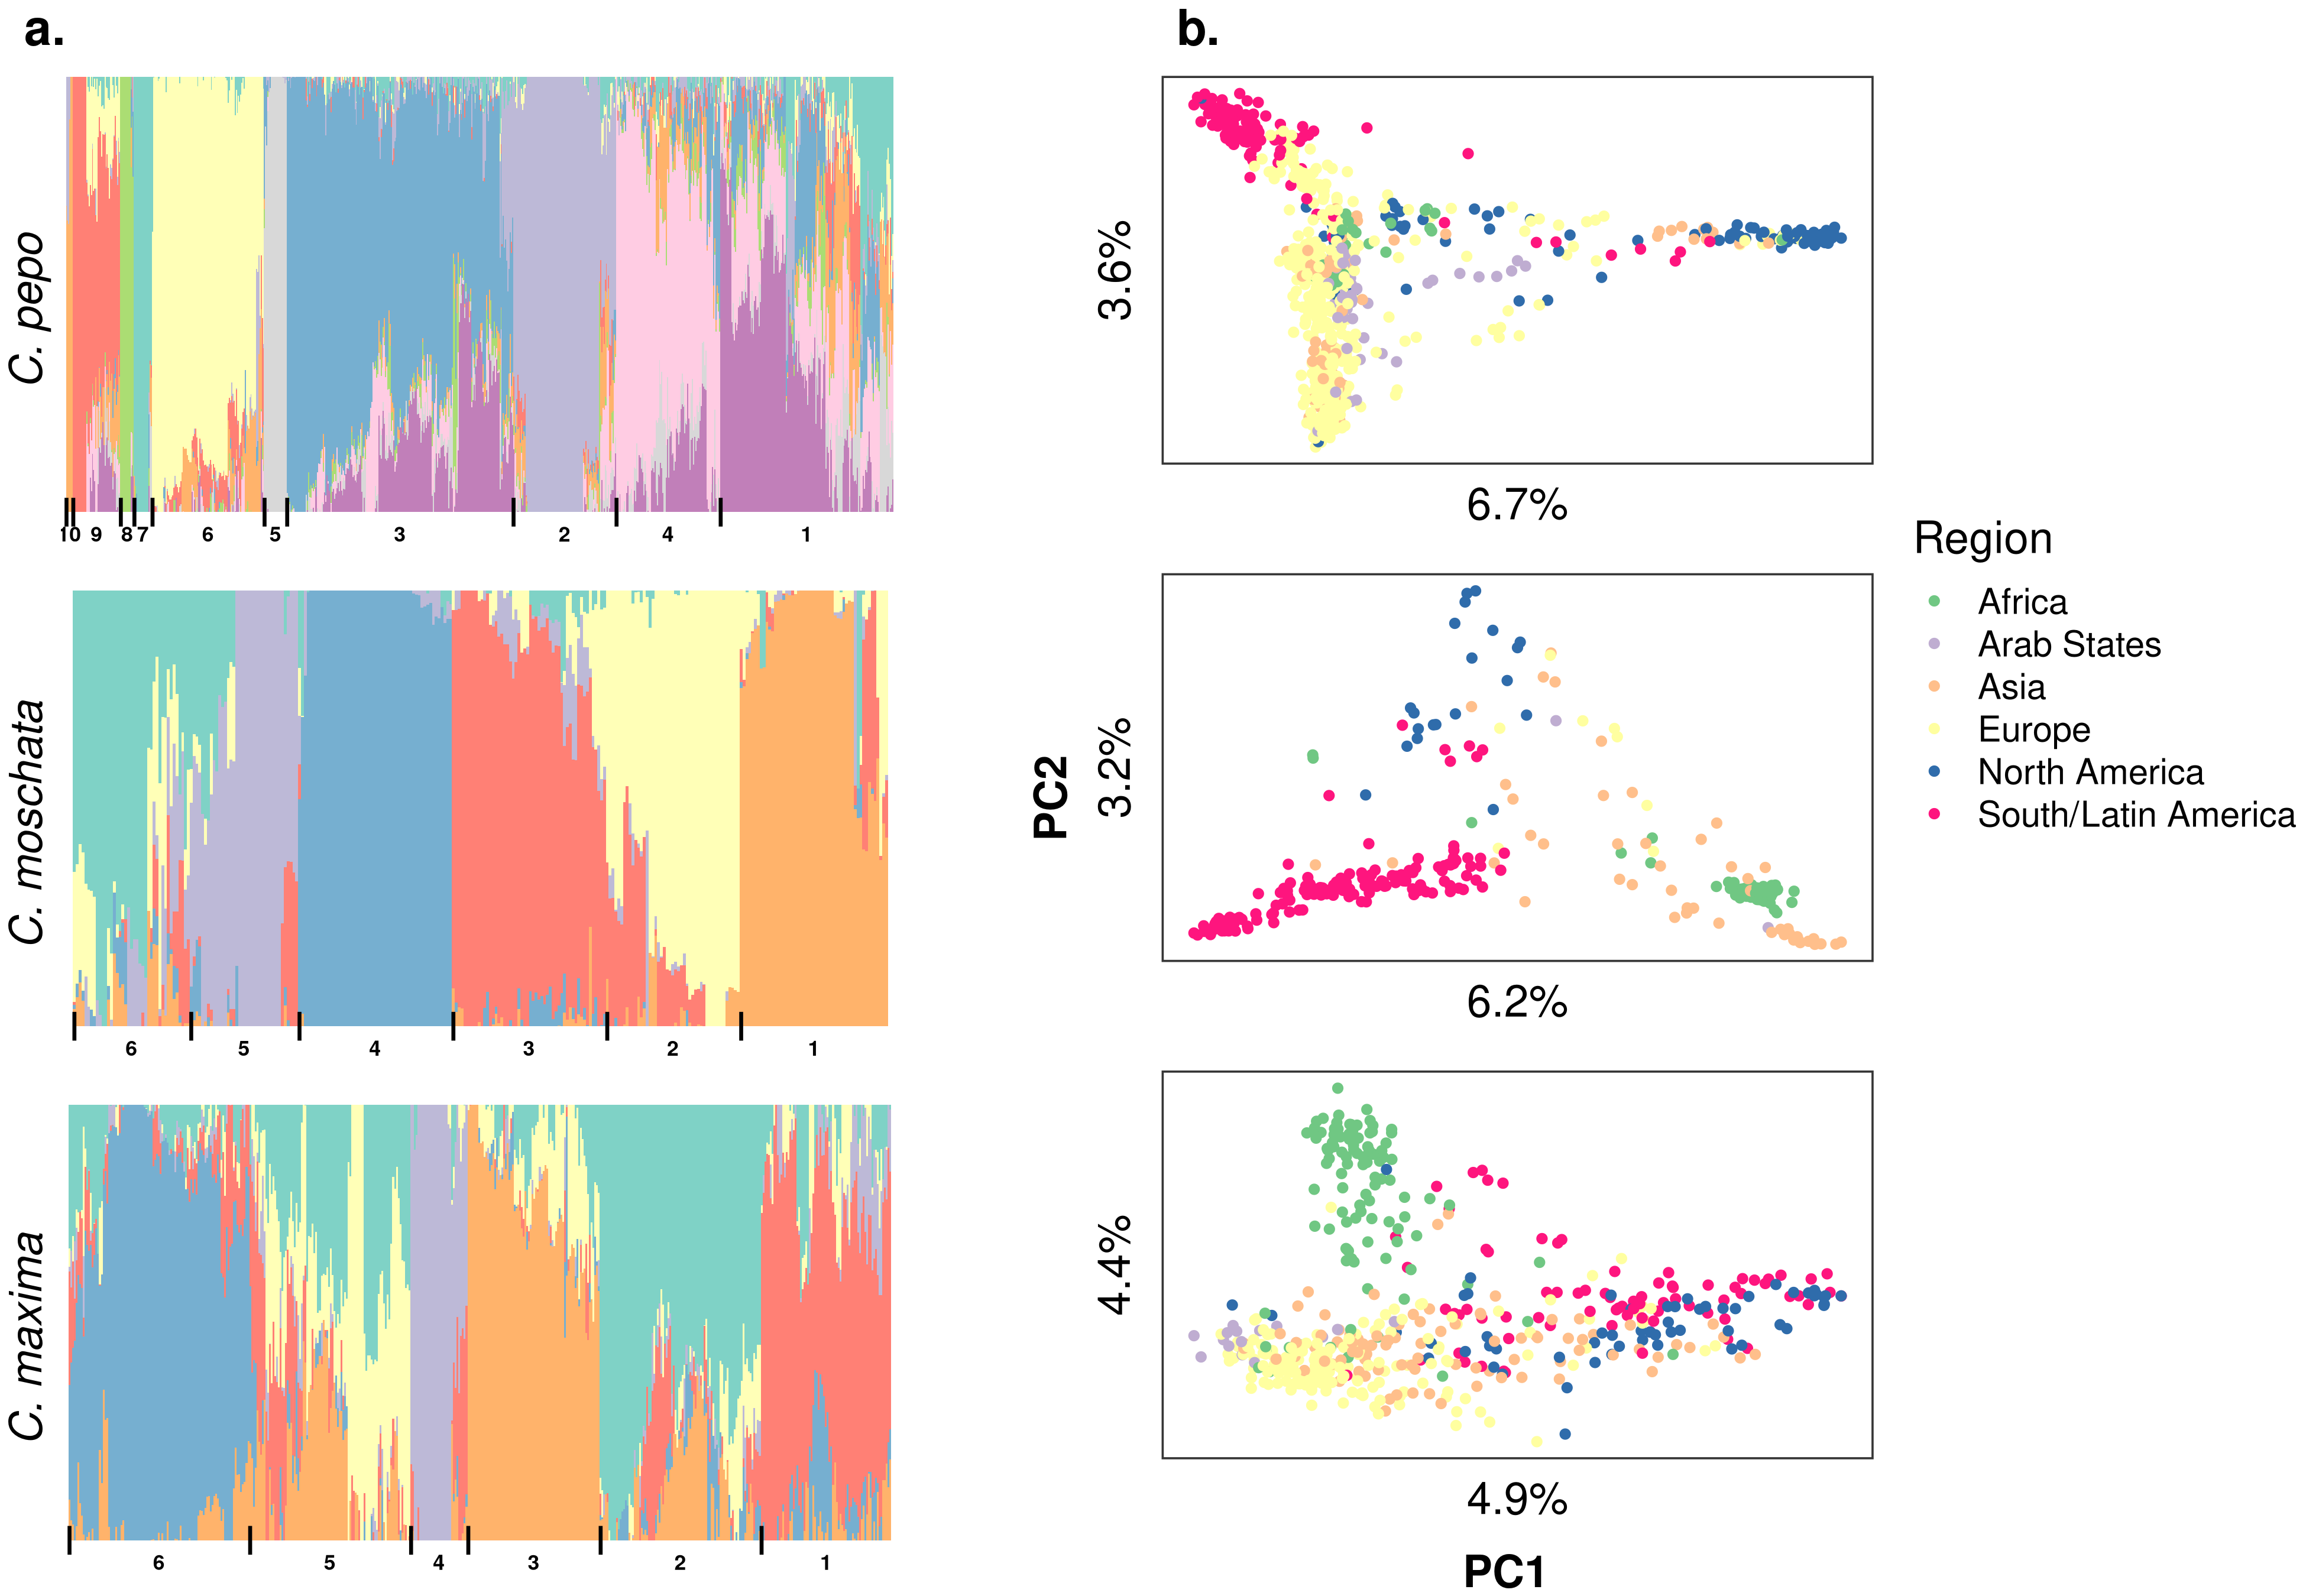 a.
C. pepo
10 9 8 7 6 5 3 2 4 1
C. moschata
6 5 4 3 2 1
C. maxima
6 5 4 3 2 1
b.
3.6%
6.7%
PC2
3.2%
6.2%
4.4%
4.9%
PC1
Region
Africa
Arab States
Asia
Europe
North America
South/Latin America